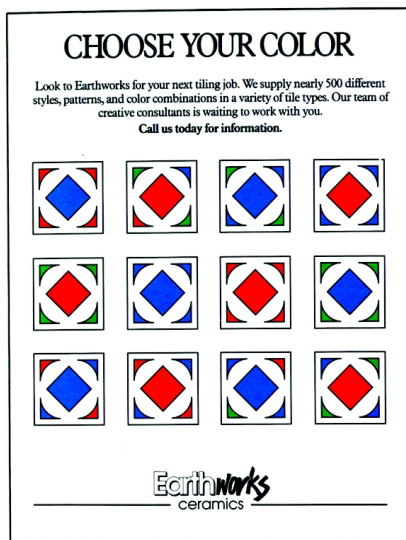 CHOOSE YOUR COLOR
Look to Earthworks for your next tiling job. We supply nearly 500 different
styles, patterns, and color combinations in a variety of tile types. Our team of
creative consultants is waiting to work with you.
Call us today for information.
Earthworks
ceramics